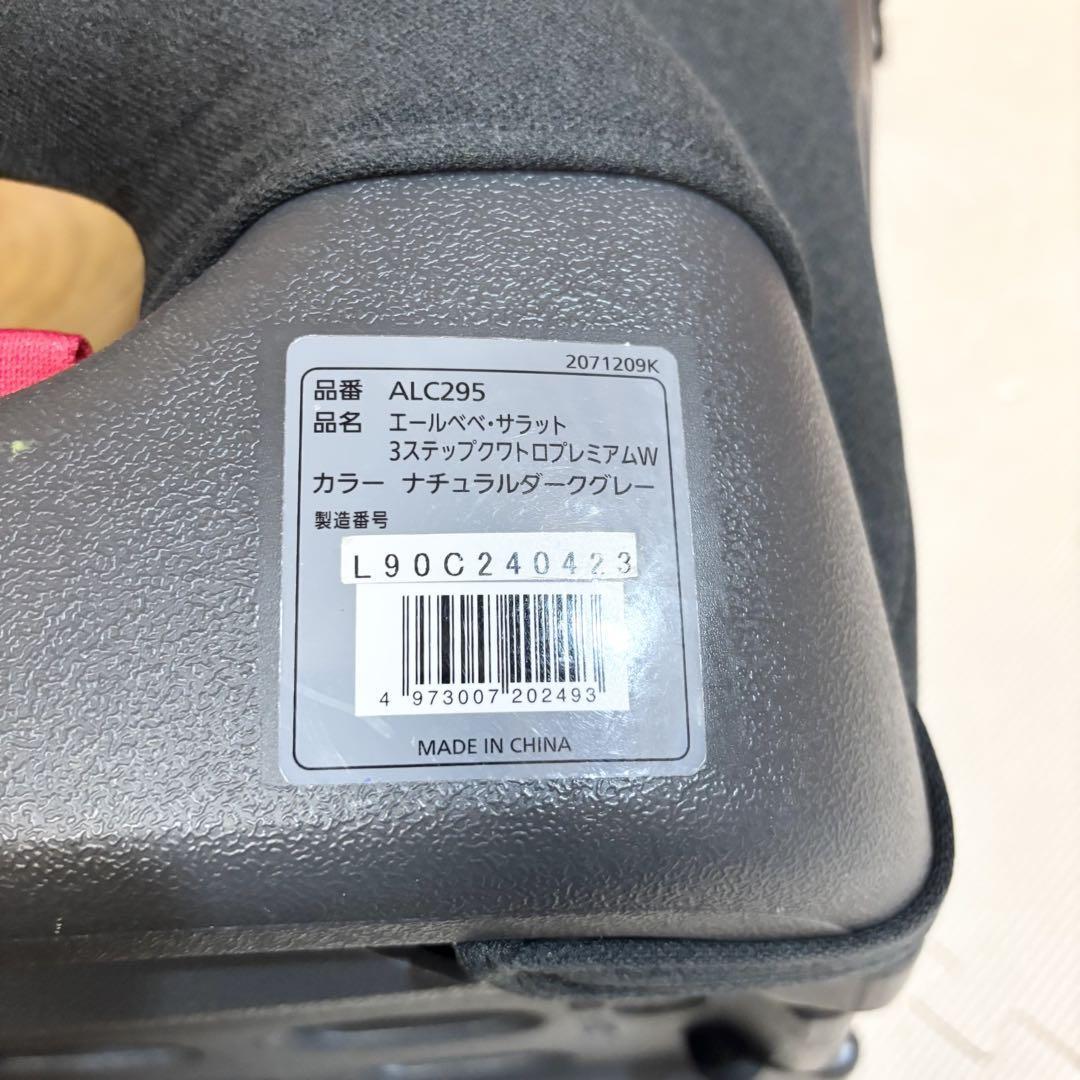 2071209K
品番 ALC295
品名 エールベベ・サラット
3ステップクワトロプレミアムW
カラー ナチュラルダークグレー
製造番号
L90C240423
4 973007 202493
MADE IN CHINA